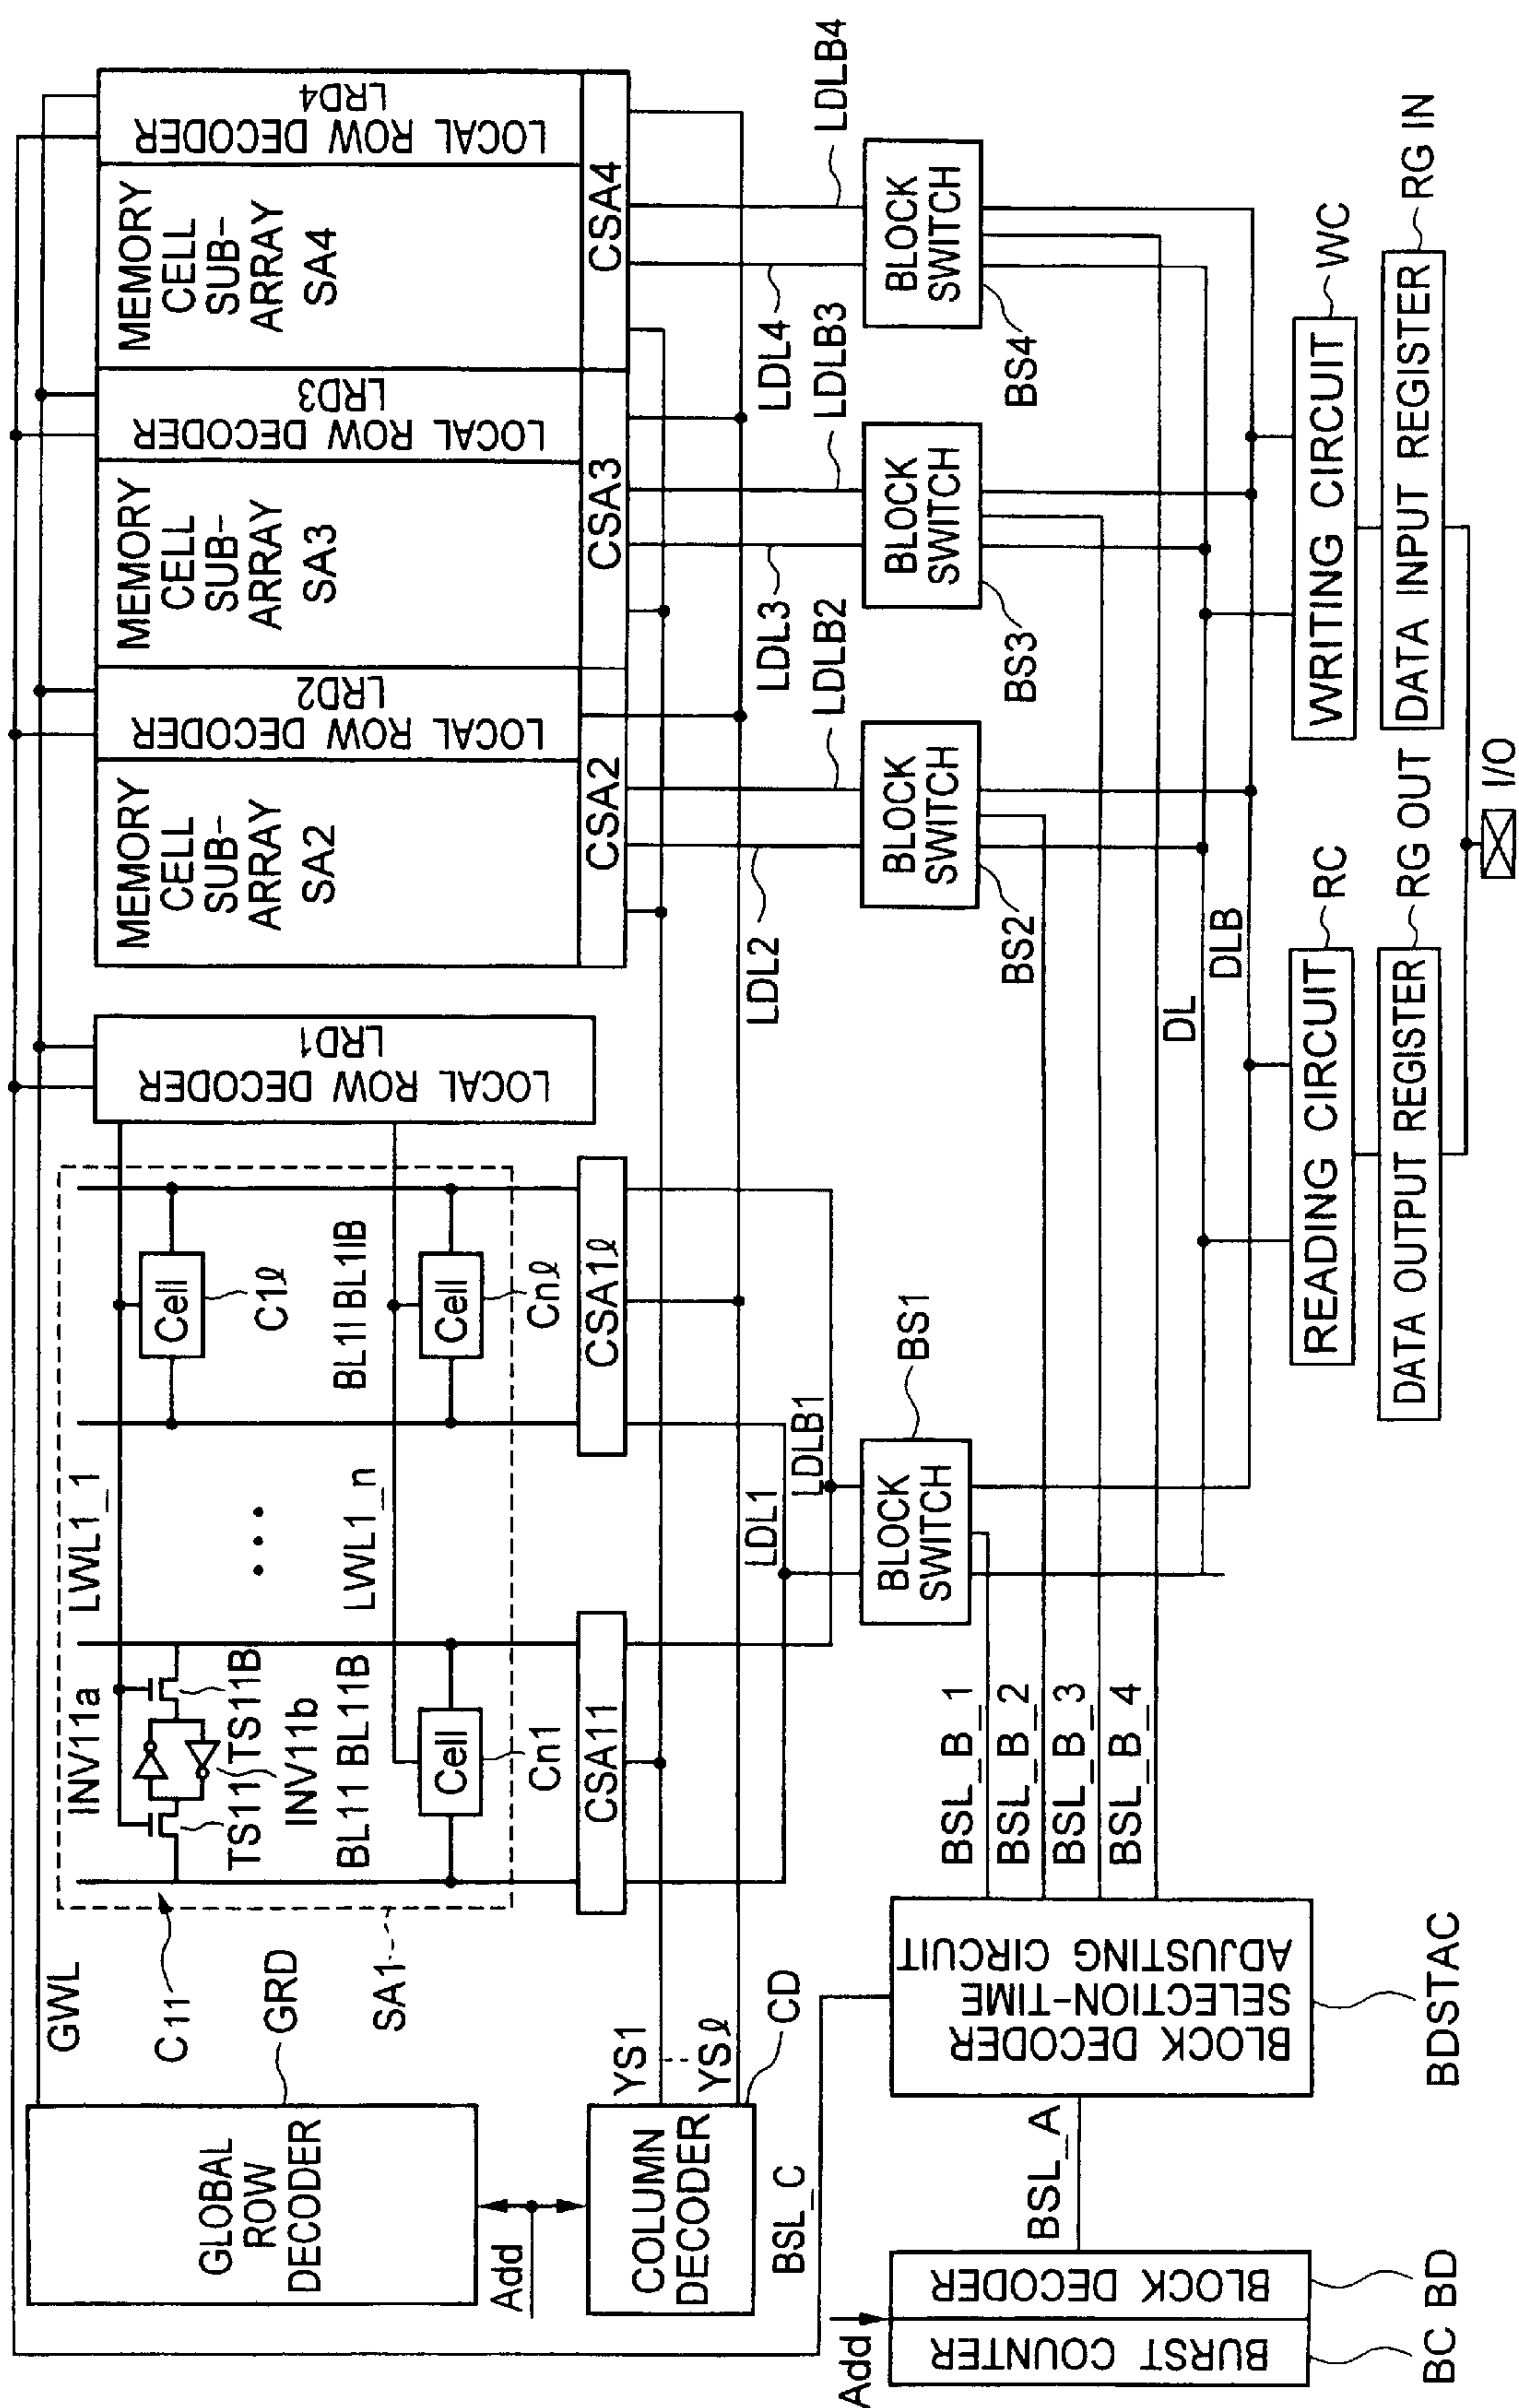 GLOBAL
ROW
DECODER
GRD
Add
COLUMN
DECODER
CD
YS1
YSℓ
GWL
C11
SA1
INV11a
TS11
TS11B
INV11b
BL11 BL11B
LWL1_1
LWL1_n
Cell
Cn1
Cell
C1ℓ
BL1l BL1lB
Cell
Cnℓ
CSA11
CSA1ℓ
LOCAL ROW DECODER
LRD1
MEMORY
CELL
SUB-
ARRAY
SA2
LOCAL ROW DECODER
LRD2
CSA2
MEMORY
CELL
SUB-
ARRAY
SA3
LOCAL ROW DECODER
LRD3
CSA3
MEMORY
CELL
SUB-
ARRAY
SA4
LOCAL ROW DECODER
LRD4
CSA4
LDL1
LDLB1
LDL2
LDLB2
LDL3
LDLB3
LDL4
LDLB4
BLOCK
SWITCH
BS1
BLOCK
SWITCH
BS2
BLOCK
SWITCH
BS3
BLOCK
SWITCH
BS4
BSL_C
Add
BURST COUNTER
BC
BLOCK DECODER
BD
BSL_A
BLOCK DECODER
SELECTION-TIME
ADJUSTING CIRCUIT
BDSTAC
BSL_B_1
BSL_B_2
BSL_B_3
BSL_B_4
DL
DLB
READING CIRCUIT
RC
DATA OUTPUT REGISTER
RG OUT
WRITING CIRCUIT
WC
DATA INPUT REGISTER
RG IN
I/O